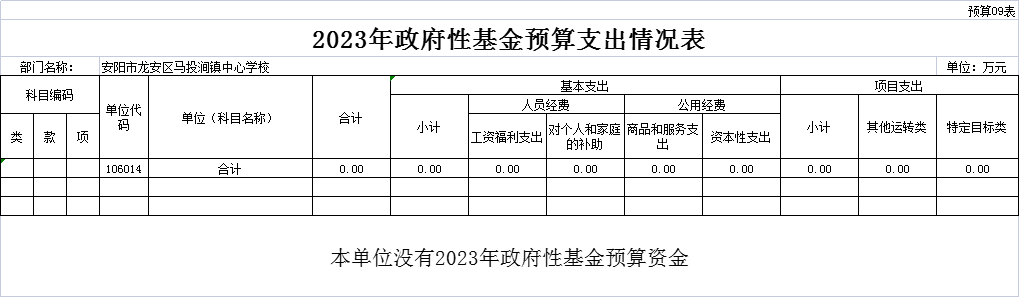 预算09表
2023年政府性基金预算支出情况表
部门名称： 安阳市龙安区马投涧镇中心学校 单位：万元
科目编码 单位代码 单位（科目名称） 合计 基本支出 项目支出
小计 人员经费 公用经费 小计 其他运转类 特定目标类
类 款 项 工资福利支出 对个人和家庭的补助 商品和服务支出 资本性支出
106014 合计 0.00 0.00 0.00 0.00 0.00 0.00 0.00 0.00 0.00
本单位没有2023年政府性基金预算资金